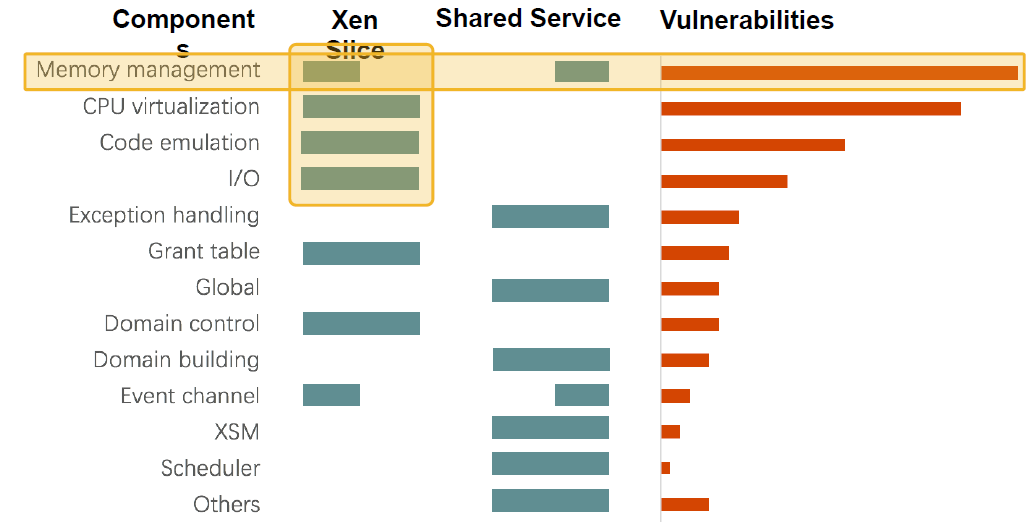 Component
s
Xen
Slice
Shared Service
Vulnerabilities
Memory management
CPU virtualization
Code emulation
I/O
Exception handling
Grant table
Global
Domain control
Domain building
Event channel
XSM
Scheduler
Others